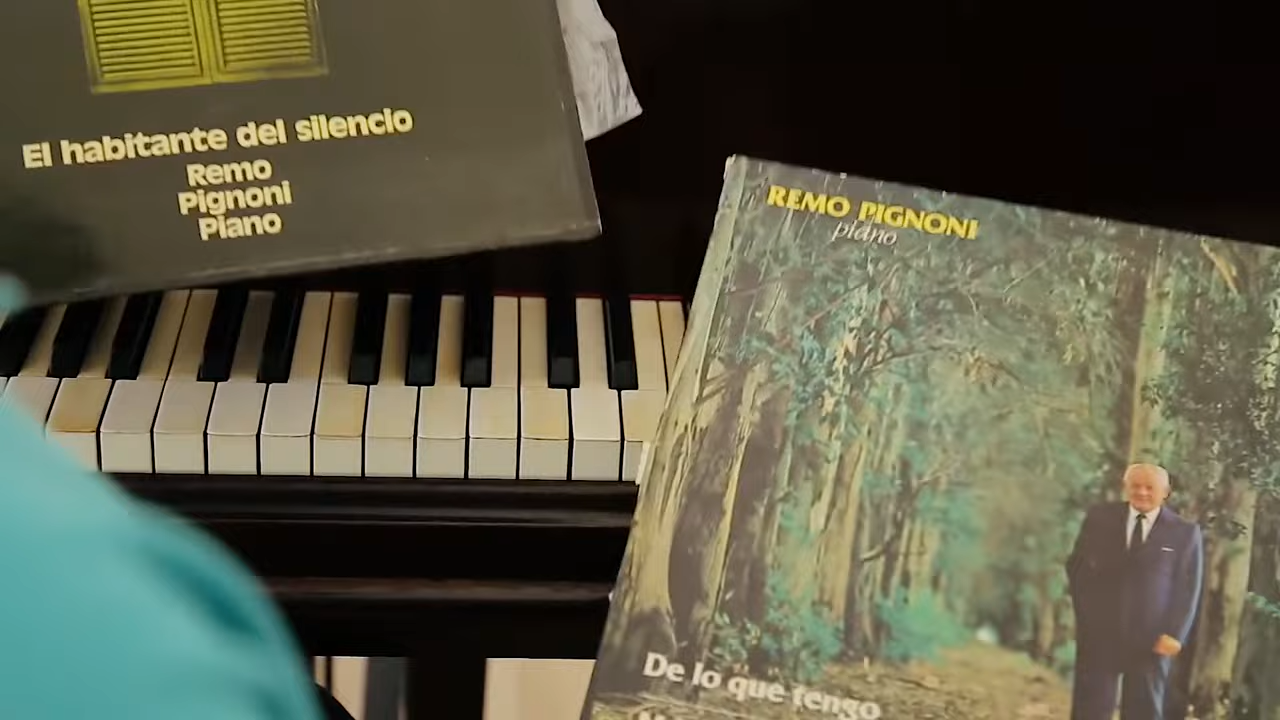 El habitante del silencio
Remo
Pignoni
Piano
REMO PIGNONI
piano
De lo que tengo